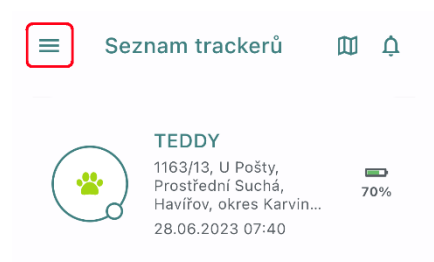 Seznam trackerů
TEDDY
1163/13, U Pošty,
Prostřední Suchá,
Havířov, okres Karvin...
28.06.2023 07:40
70%